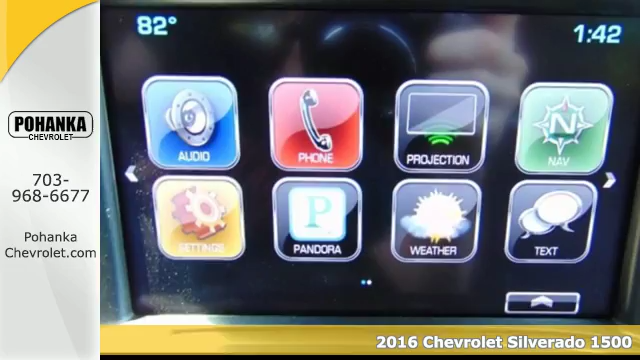 82° 1:42
POHANKA
CHEVROLET
703-
968-6677
Pohanka
Chevrolet.com
AUDIO PHONE PROJECTION NAV
SETTINGS PANDORA WEATHER TEXT
N
P
2016 Chevrolet Silverado 1500